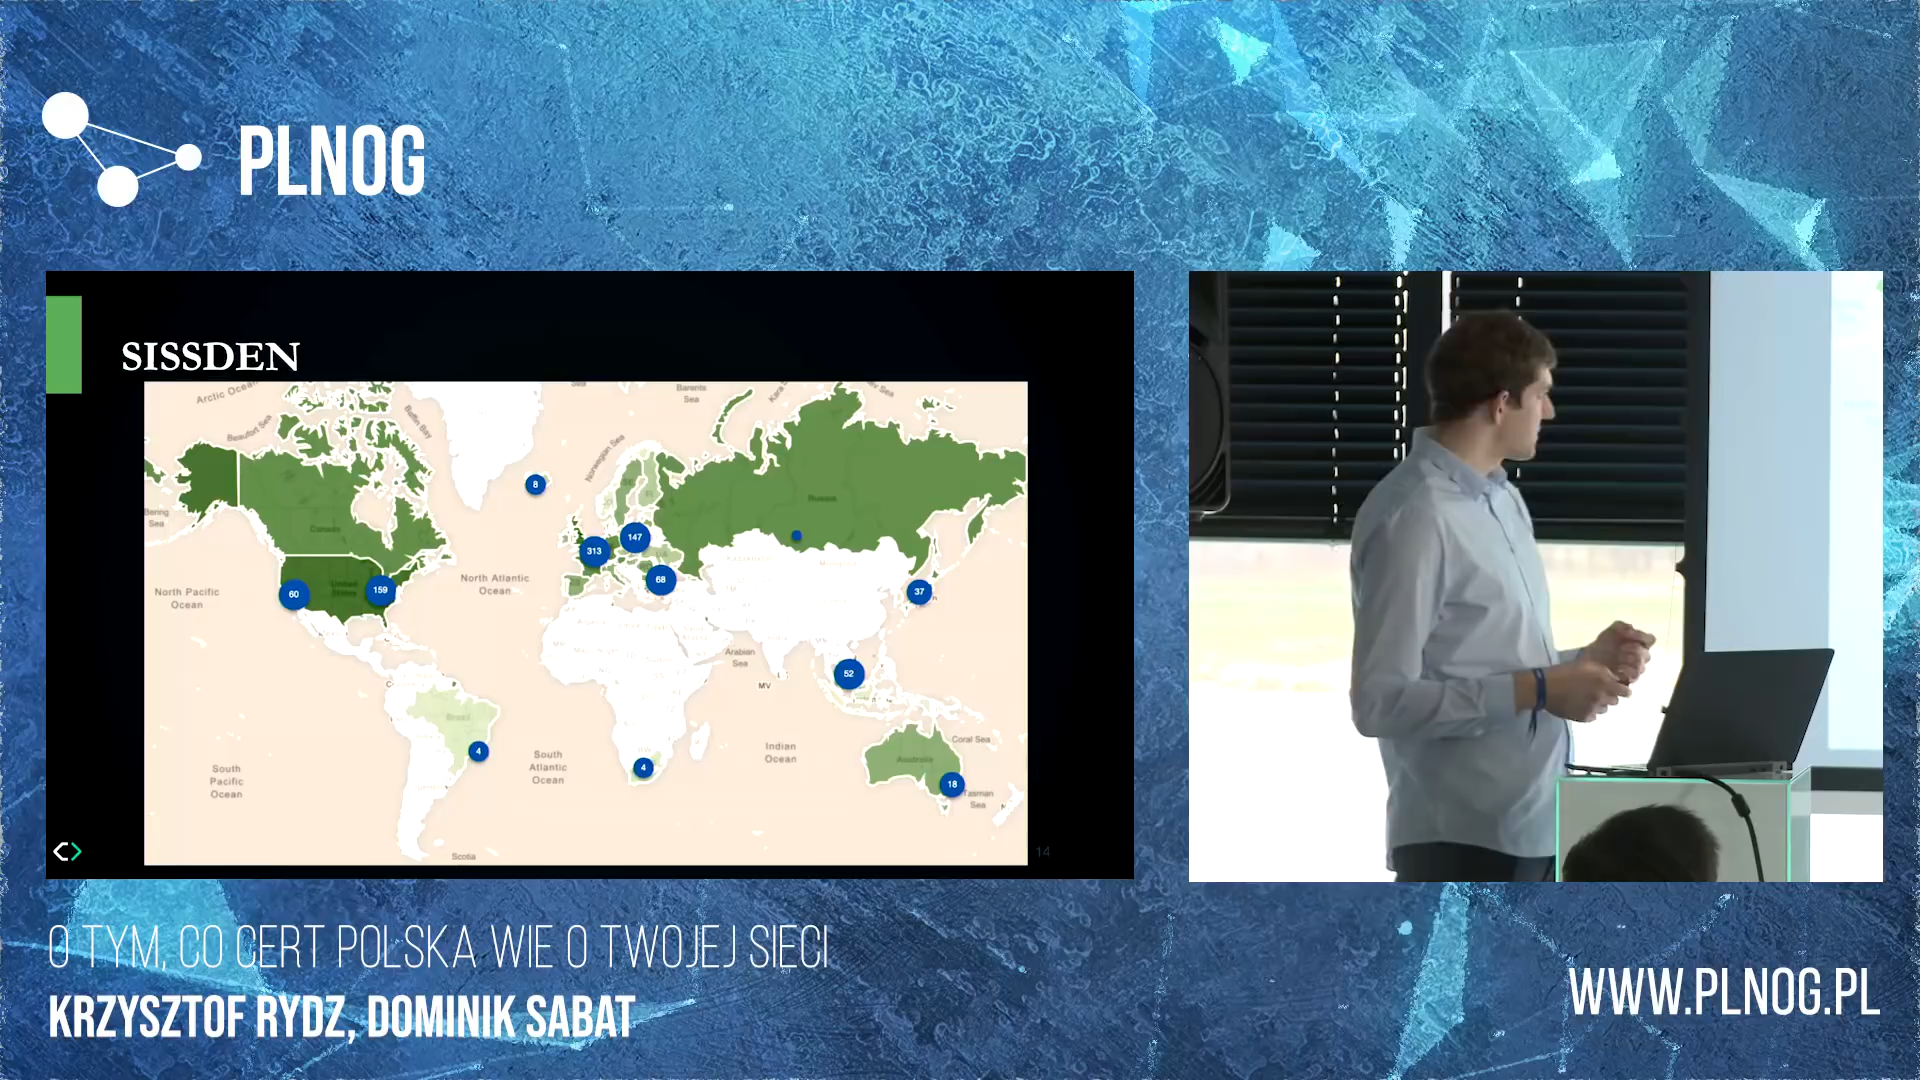 PLNOG
SISSDEN
Arctic Ocean
Beaufort Sea
Baffin Bay
Barents
Sea
Norwegian Sea
Bering
Sea
Canada
Russia
8
147
313
68
60
United
States
159
37
North Pacific
Ocean
North Atlantic
Ocean
Arabian
Sea
MV
52
Brazil
4
4
South
Pacific
Ocean
South
Atlantic
Ocean
Indian
Ocean
Coral Sea
Australia
18
Tasman
Sea
Scotia
14
O TYM, CO CERT POLSKA WIE O TWOJEJ SIECI
KRZYSZTOF RYDZ, DOMINIK SABAT
WWW.PLNOG.PL